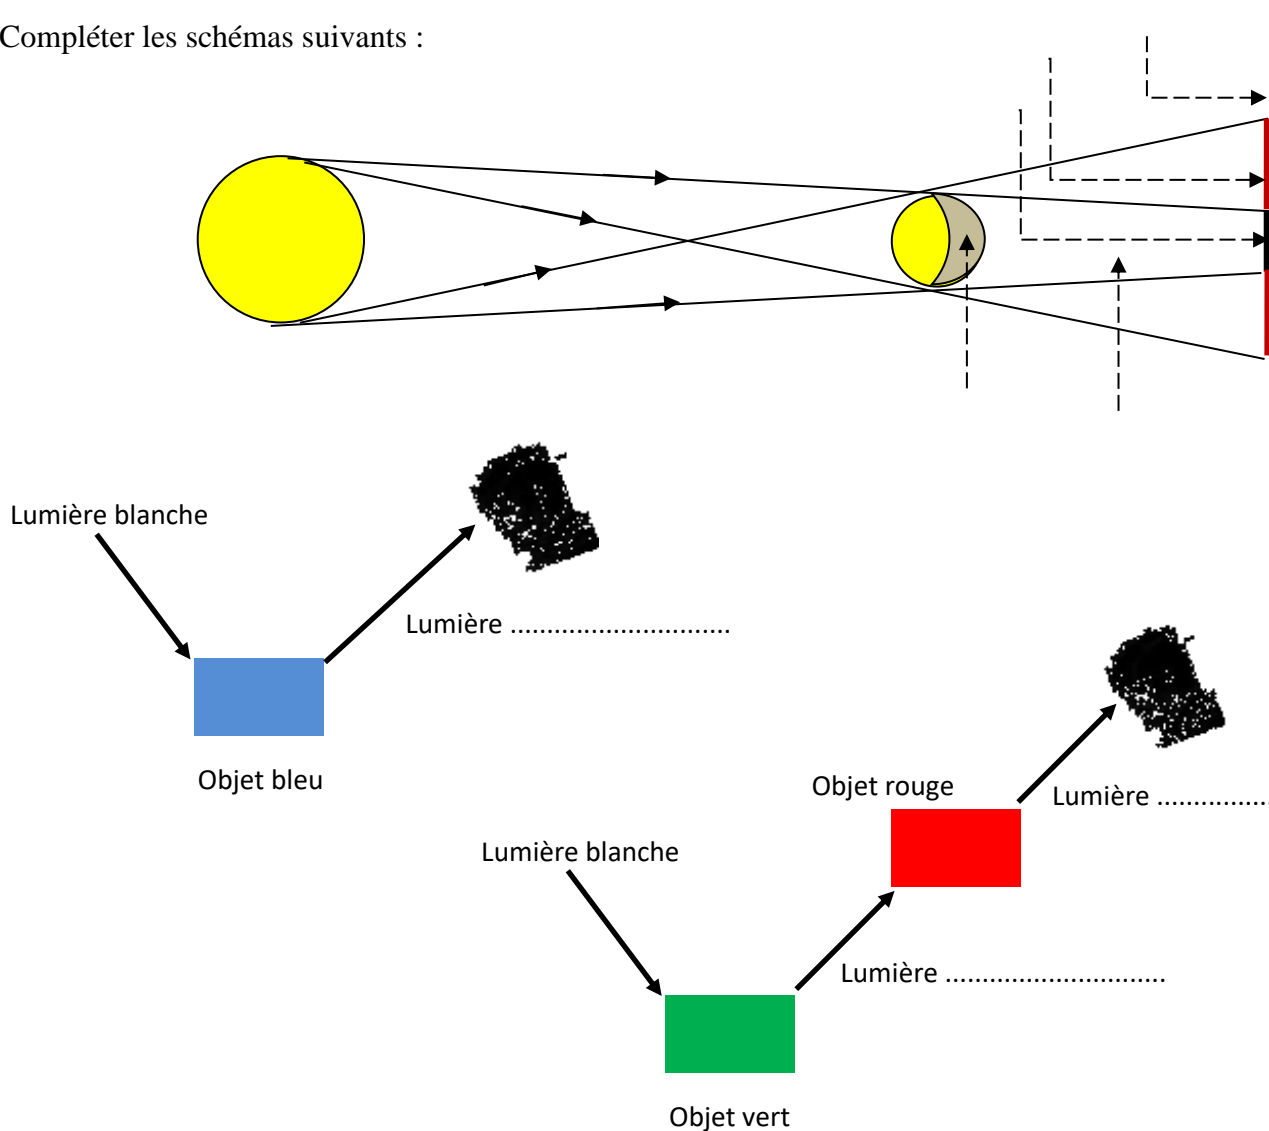 Compléter les schémas suivants :
Lumière blanche
Lumière ..............................
Objet bleu
Objet rouge
Lumière ...............
Lumière blanche
Lumière ..............................
Objet vert